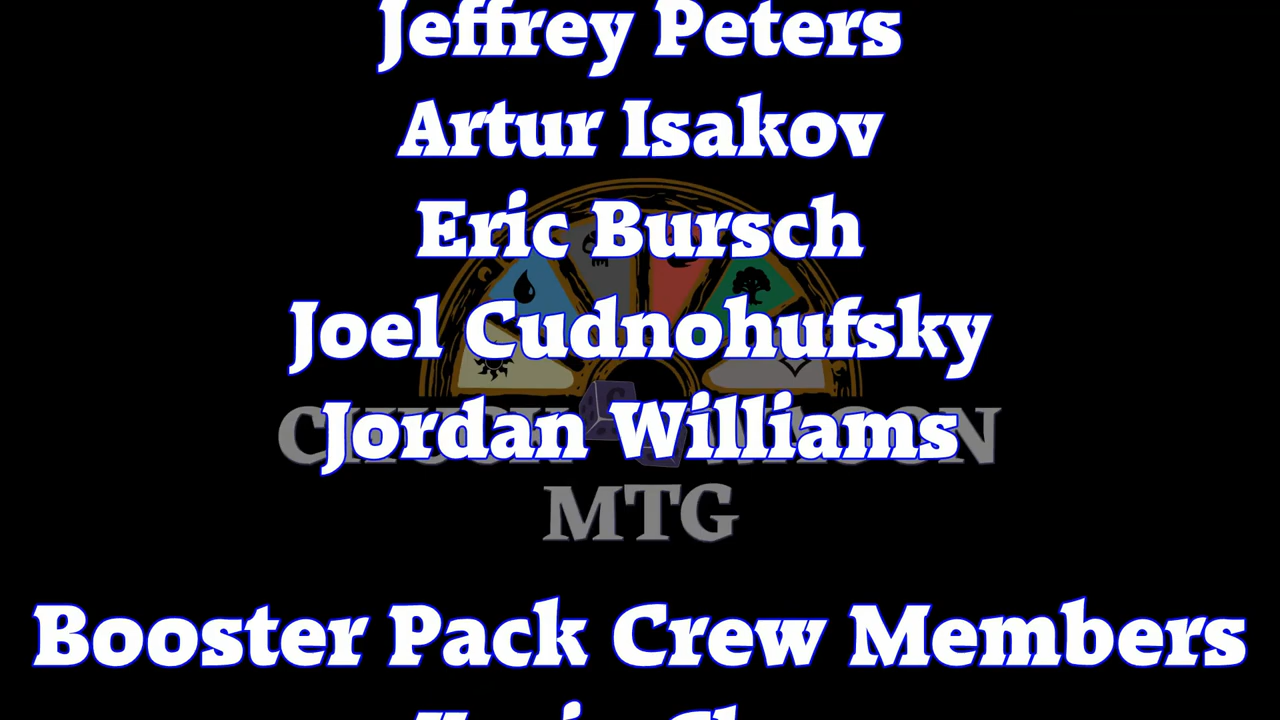 Jeffrey Peters
Artur Isakov
Eric Bursch
Joel Cudnohufsky
Jordan Williams
MTG
Booster Pack Crew Members